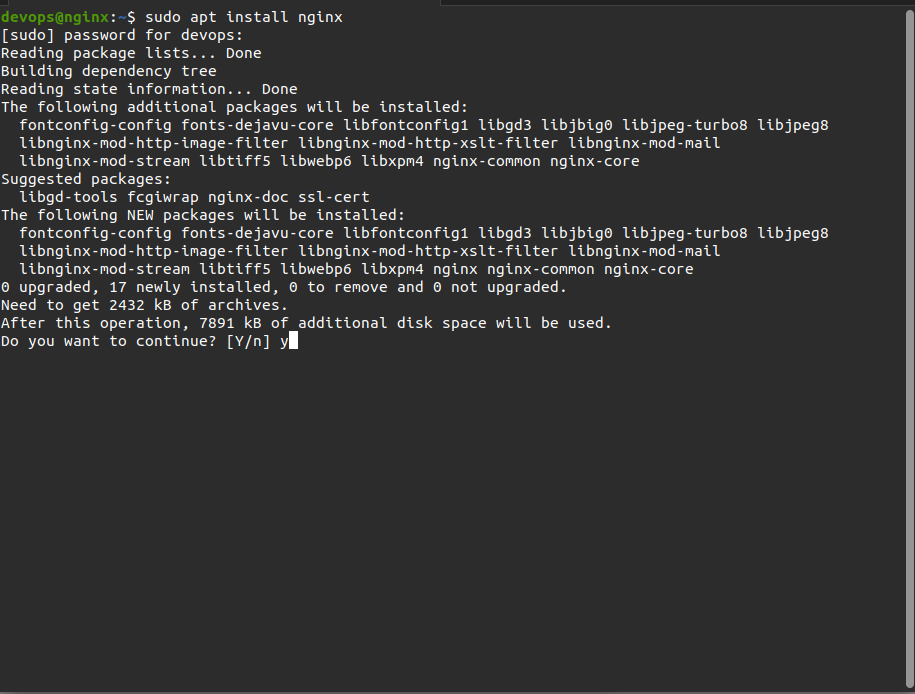 devops@nginx:~$ sudo apt install nginx
[sudo] password for devops:
Reading package lists... Done
Building dependency tree
Reading state information... Done
The following additional packages will be installed:
  fontconfig-config fonts-dejavu-core libfontconfig1 libgd3 libjbig0 libjpeg-turbo8 libjpeg8
  libnginx-mod-http-image-filter libnginx-mod-http-xslt-filter libnginx-mod-mail
  libnginx-mod-stream libtiff5 libwebp6 libxpm4 nginx-common nginx-core
Suggested packages:
  libgd-tools fcgiwrap nginx-doc ssl-cert
The following NEW packages will be installed:
  fontconfig-config fonts-dejavu-core libfontconfig1 libgd3 libjbig0 libjpeg-turbo8 libjpeg8
  libnginx-mod-http-image-filter libnginx-mod-http-xslt-filter libnginx-mod-mail
  libnginx-mod-stream libtiff5 libwebp6 libxpm4 nginx nginx-common nginx-core
0 upgraded, 17 newly installed, 0 to remove and 0 not upgraded.
Need to get 2432 kB of archives.
After this operation, 7891 kB of additional disk space will be used.
Do you want to continue? [Y/n] y